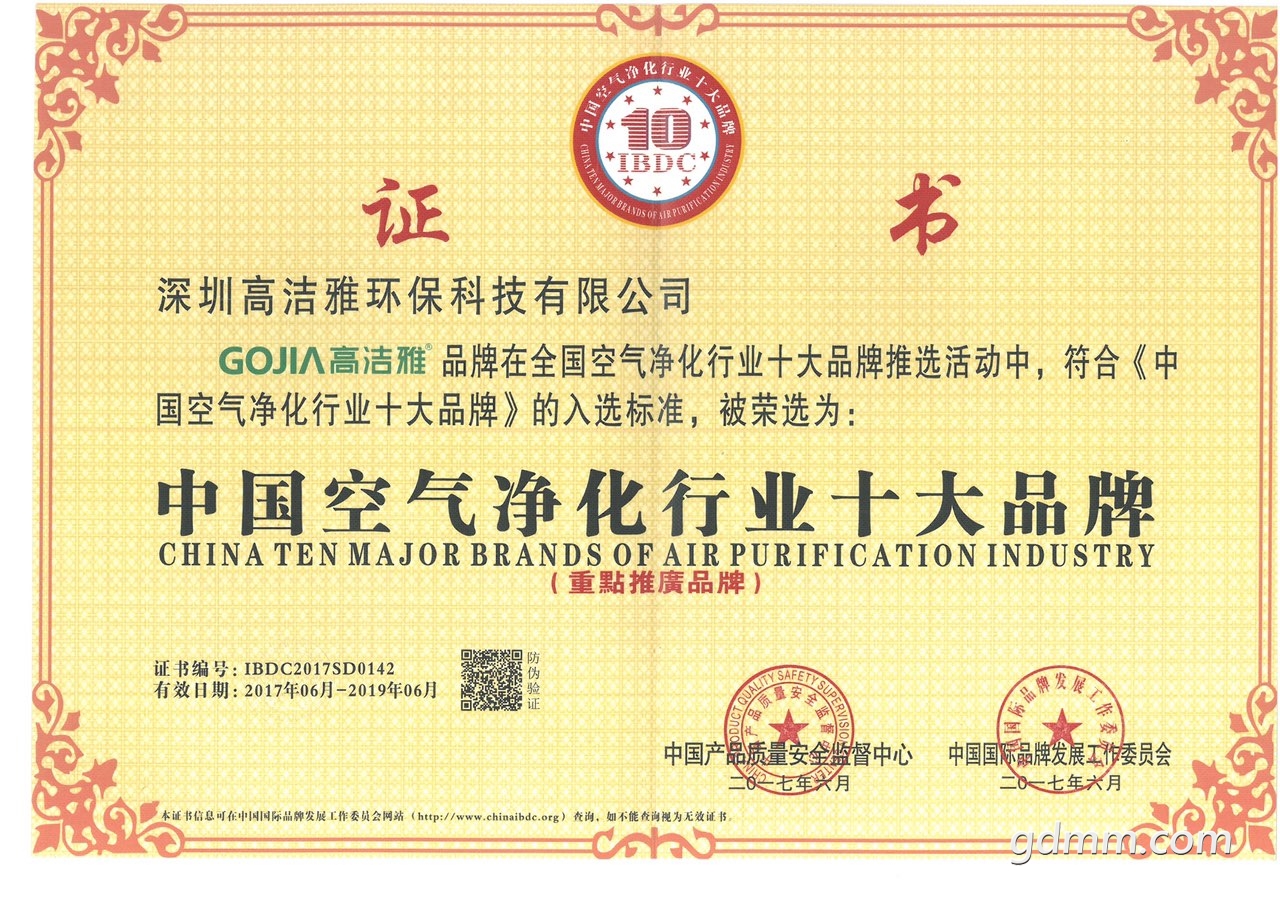 中国空气净化行业十大品牌
10
IBDC
CHINA TEN MAJOR BRANDS OF AIR PURIFICATION INDUSTRY
证 书
深圳高洁雅环保科技有限公司
GOJIA高洁雅® 品牌在全国空气净化行业十大品牌推选活动中，符合《中
国空气净化行业十大品牌》的入选标准，被荣选为：
中国空气净化行业十大品牌
CHINA TEN MAJOR BRANDS OF AIR PURIFICATION INDUSTRY
（重點推廣品牌）
证书编号：IBDC2017SD0142
有效日期：2017年06月-2019年06月
防伪验证
中国产品质量安全监督中心
二0一七年六月
中国国际品牌发展工作委员会
二0一七年六月
本证书信息可在中国国际品牌发展工作委员会网站（http://www.chinaibdc.org）查询，如不能查询视为无效证书。
gdmm.com